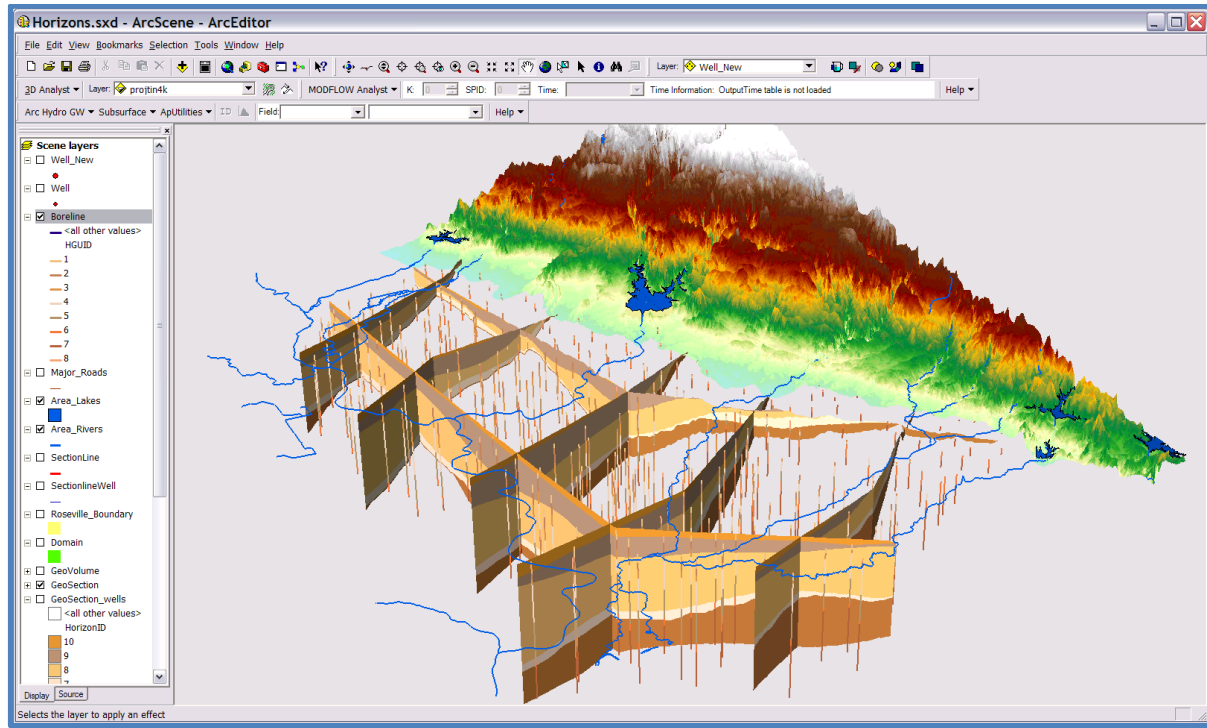 Horizons.sxd - ArcScene - ArcEditor
File Edit View Bookmarks Selection Tools Window Help
Layer: Well_New
3D Analyst Layer: projtin4k MODFLOW Analyst K: 0 SPID: 0 Time: Time Information: OutputTime table is not loaded Help
Arc Hydro GW Subsurface ApUtilities ID Field: Help
Scene layers
Well_New
Well
Boreline
<all other values>
HGUID
1
2
3
4
5
6
7
8
Major_Roads
Area_Lakes
Area_Rivers
SectionLine
SectionlineWell
Roseville_Boundary
Domain
GeoVolume
GeoSection
GeoSection_wells
<all other values>
HorizonID
10
9
8
Display Source
Selects the layer to apply an effect